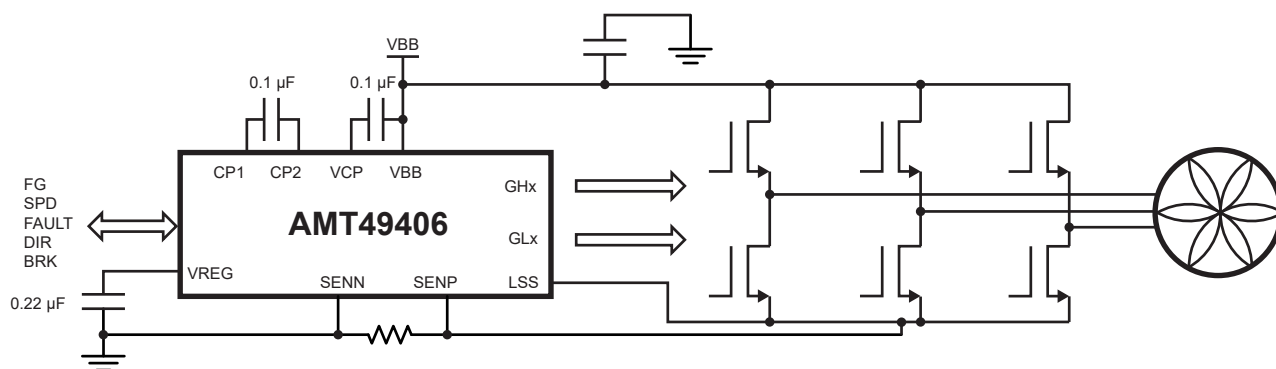 VBB
0.1 µF
0.1 µF
CP1
CP2
VCP
VBB
GHx
FG
SPD
FAULT
DIR
BRK
AMT49406
GLx
VREG
SENN
SENP
LSS
0.22 µF